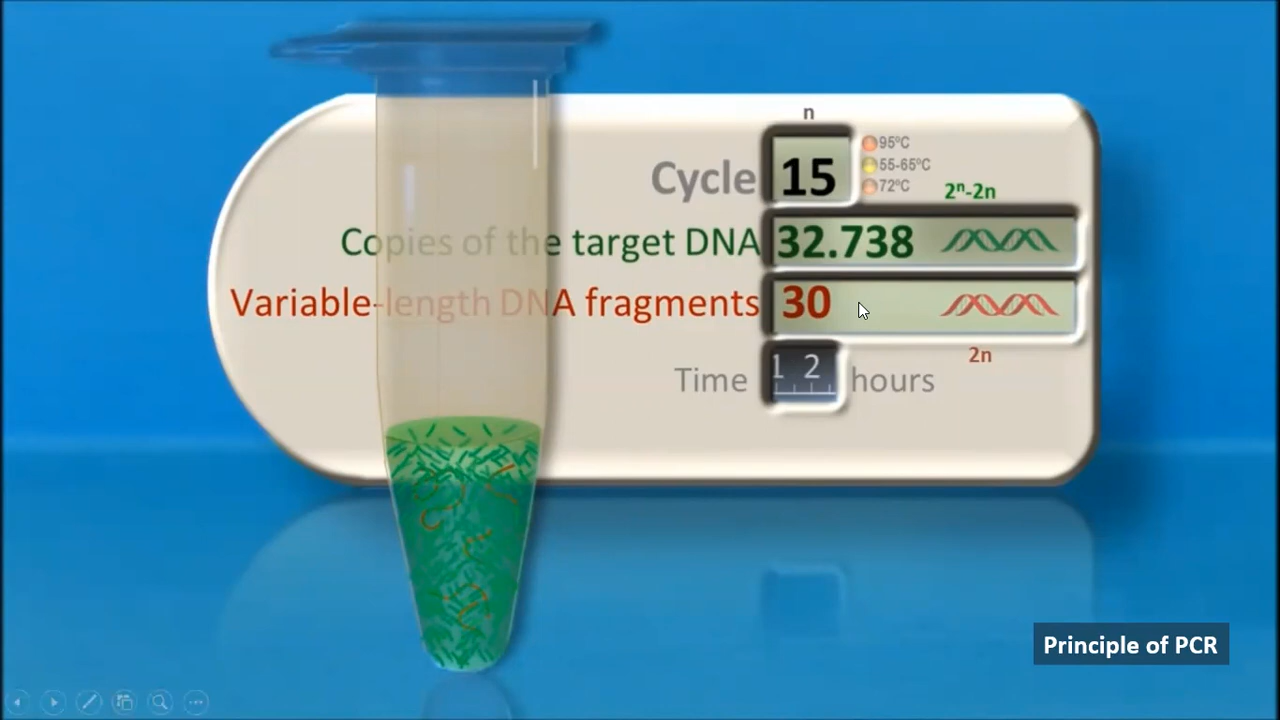 n
Cycle 15
95ºC
55-65ºC
72ºC
2ⁿ-2n
Copies of the target DNA 32.738
Variable-length DNA fragments 30
2n
Time 1 2 hours
Principle of PCR